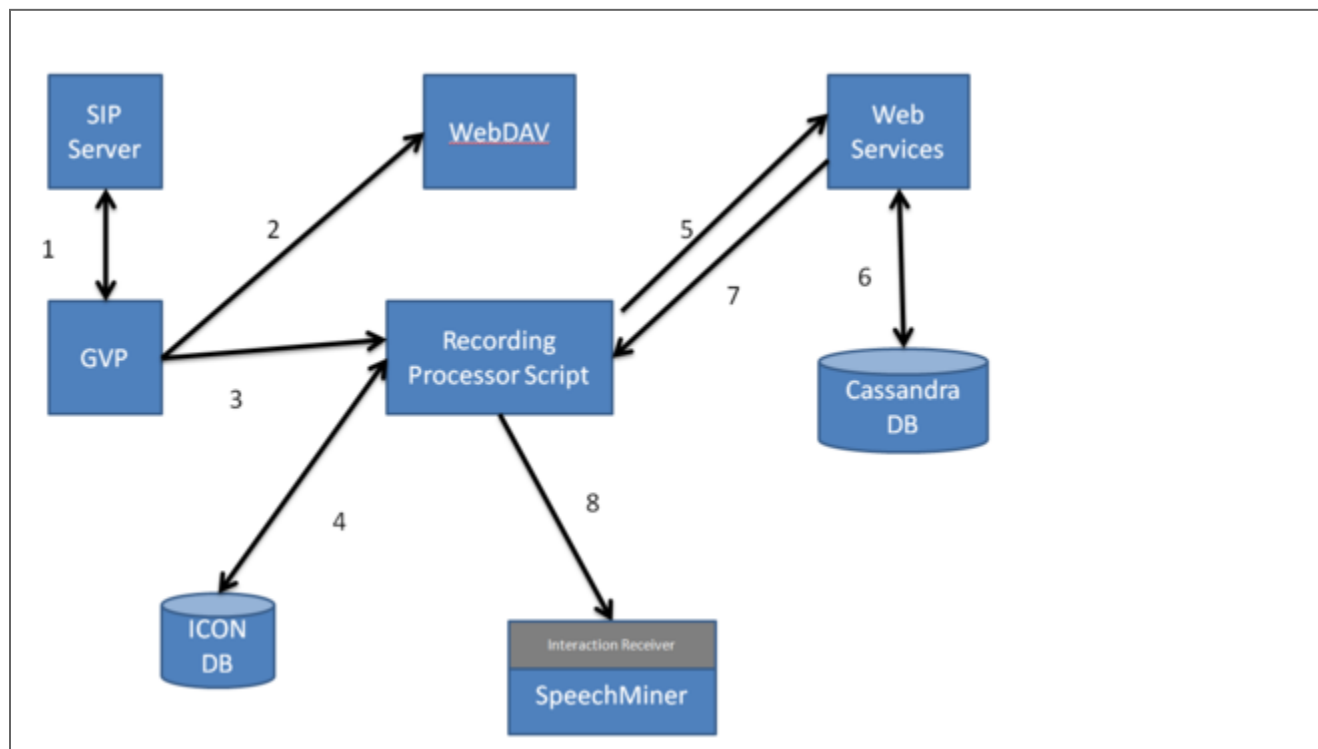 SIP
Server
WebDAV
Web
Services
1
2
5
7
6
GVP
3
Recording
Processor Script
Cassandra
DB
4
8
ICON
DB
Interaction Receiver
SpeechMiner